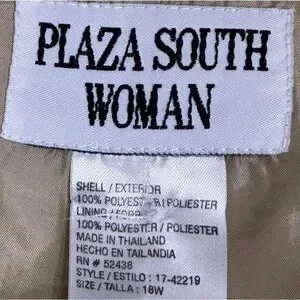 PLAZA SOUTH
WOMAN
SHELL / EXTERIOR
100% POLYESTER / POLIESTER
LINING / FORRO
100% POLYESTER / POLIESTER
MADE IN THAILAND
HECHO EN TAILANDIA
RN # 52438
STYLE / ESTILO : 17-42219
SIZE / TALLA : 18W